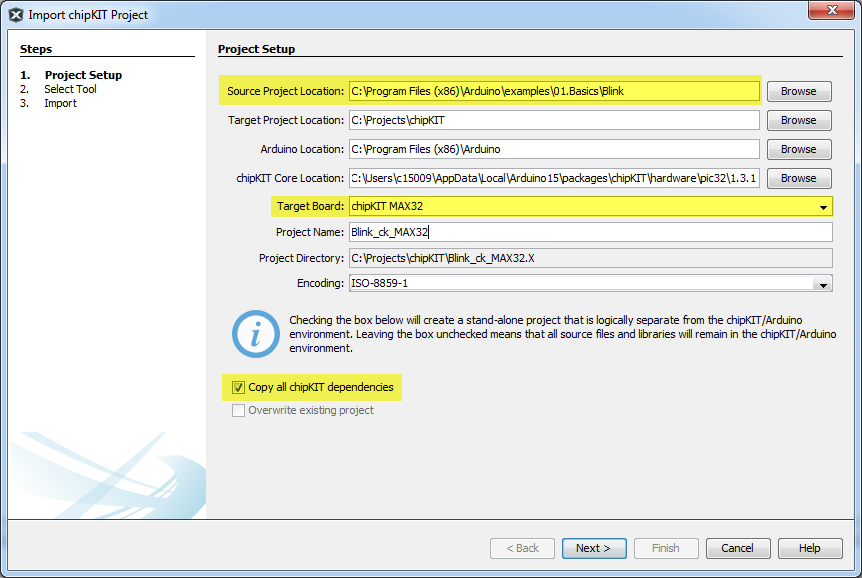 Import chipKIT Project
Steps
1. Project Setup
2. Select Tool
3. Import
Project Setup
Source Project Location: C:\Program Files (x86)\Arduino\examples\01.Basics\Blink Browse
Target Project Location: C:\Projects\chipKIT Browse
Arduino Location: C:\Program Files (x86)\Arduino Browse
chipKIT Core Location: C:\Users\c15009\AppData\Local\Arduino15\packages\chipKIT\hardware\pic32\1.3.1 Browse
Target Board: chipKIT MAX32
Project Name: Blink_ck_MAX32
Project Directory: C:\Projects\chipKIT\Blink_ck_MAX32.X
Encoding: ISO-8859-1
Checking the box below will create a stand-alone project that is logically separate from the chipKIT/Arduino
environment. Leaving the box unchecked means that all source files and libraries will remain in the chipKIT/Arduino
environment.
Copy all chipKIT dependencies
Overwrite existing project
< Back Next > Finish Cancel Help